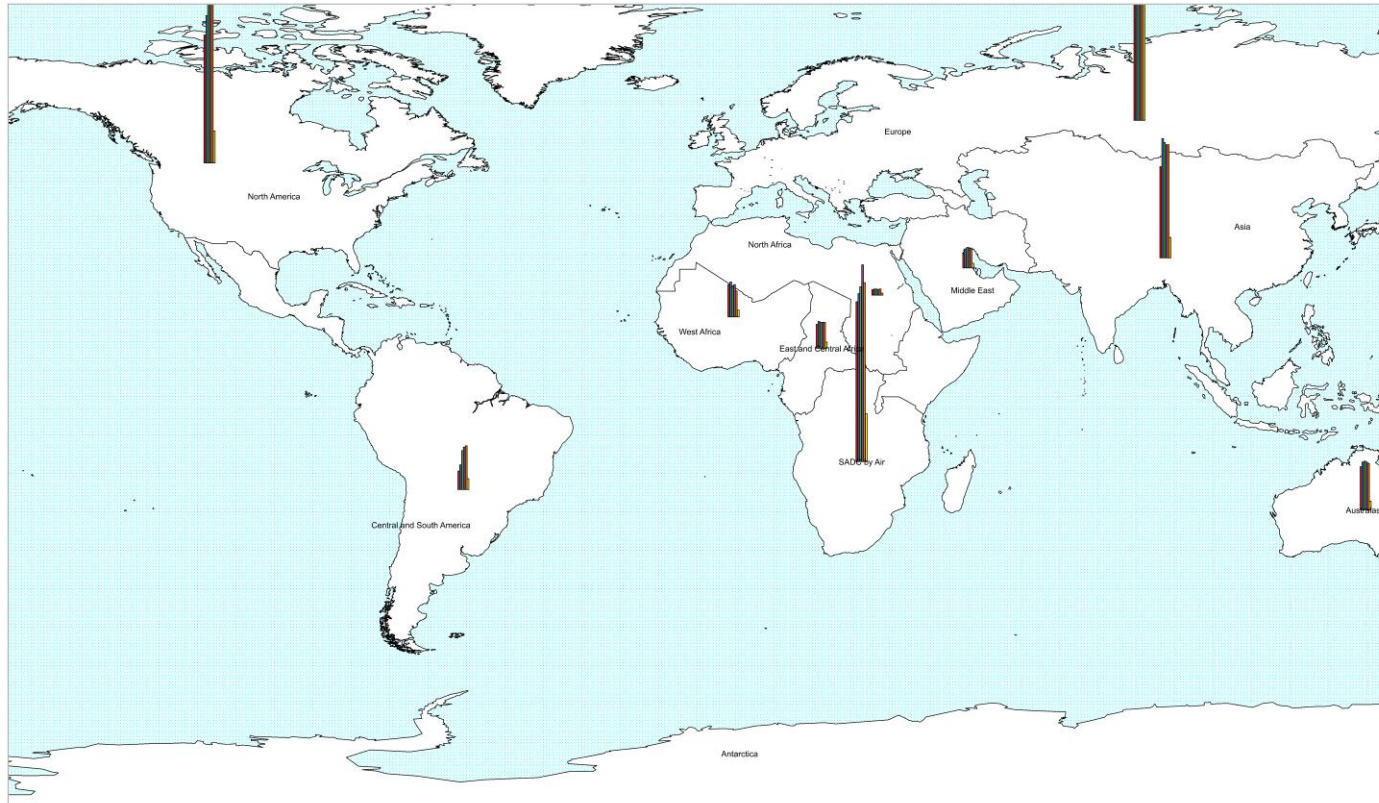 Europe
North America
Asia
North Africa
Middle East
West Africa
East and Central Africa
SADC by Air
Australas
Central and South America
Antarctica